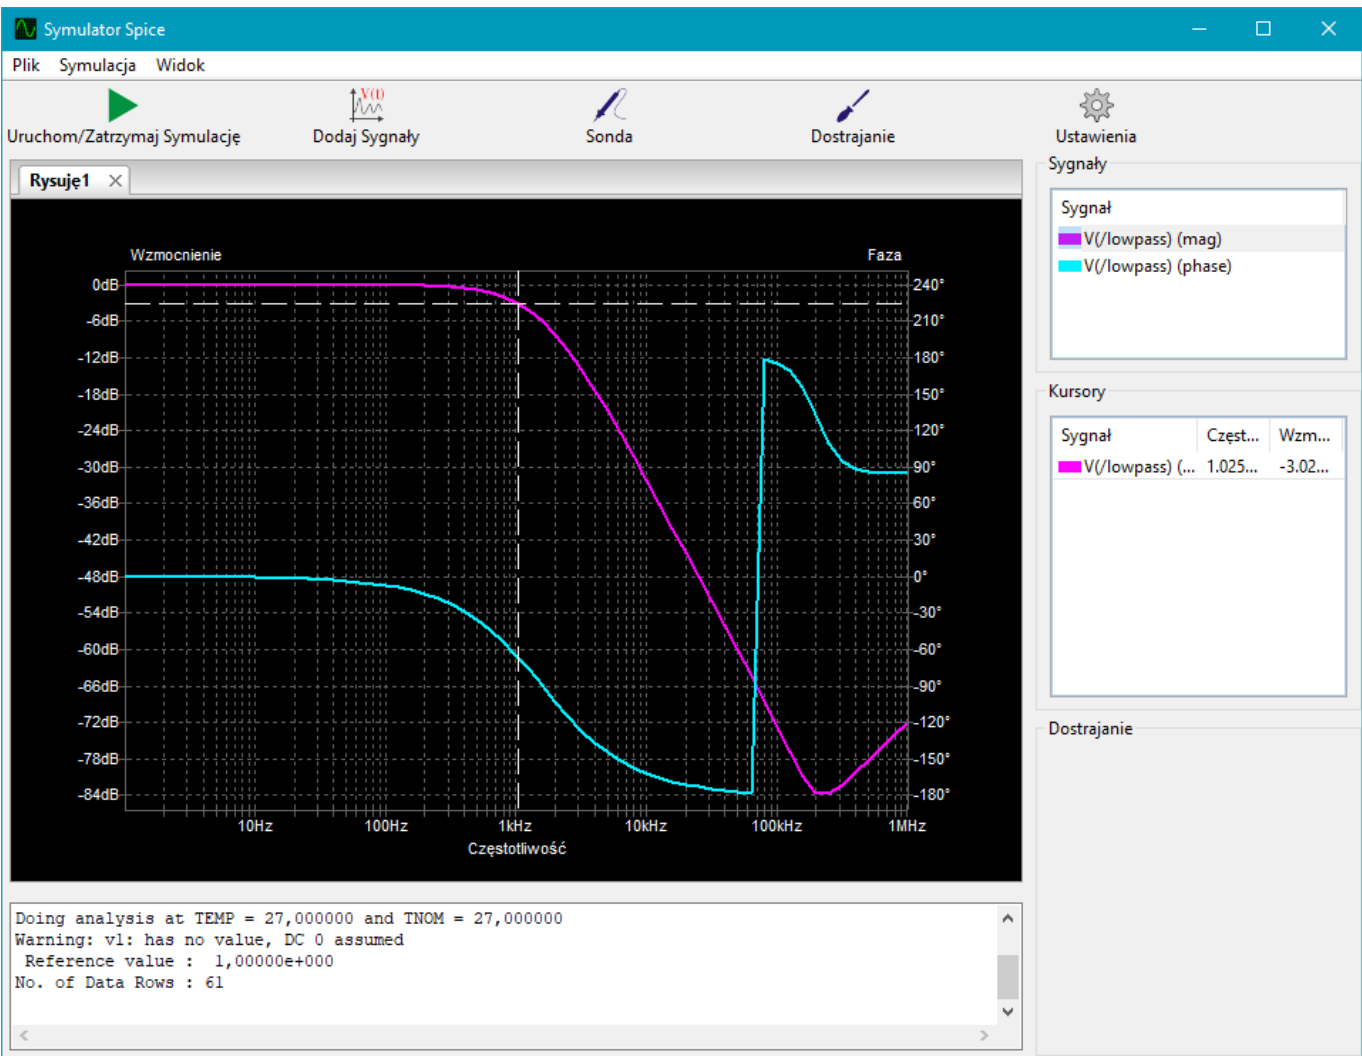 Symulator Spice
Plik Symulacja Widok
Uruchom/Zatrzymaj Symulację Dodaj Sygnały Sonda Dostrajanie Ustawienia
V(t)
Rysuję1
Wzmocnienie Faza
0dB 240°
-6dB 210°
-12dB 180°
-18dB 150°
-24dB 120°
-30dB 90°
-36dB 60°
-42dB 30°
-48dB 0°
-54dB -30°
-60dB -60°
-66dB -90°
-72dB -120°
-78dB -150°
-84dB -180°
10Hz 100Hz 1kHz 10kHz 100kHz 1MHz
Częstotliwość
Sygnały
Sygnał
V(/lowpass) (mag)
V(/lowpass) (phase)
Kursory
Sygnał Częst... Wzm...
V(/lowpass) (... 1.025... -3.02...
Dostrajanie
Doing analysis at TEMP = 27,000000 and TNOM = 27,000000
Warning: v1: has no value, DC 0 assumed
Reference value : 1,00000e+000
No. of Data Rows : 61